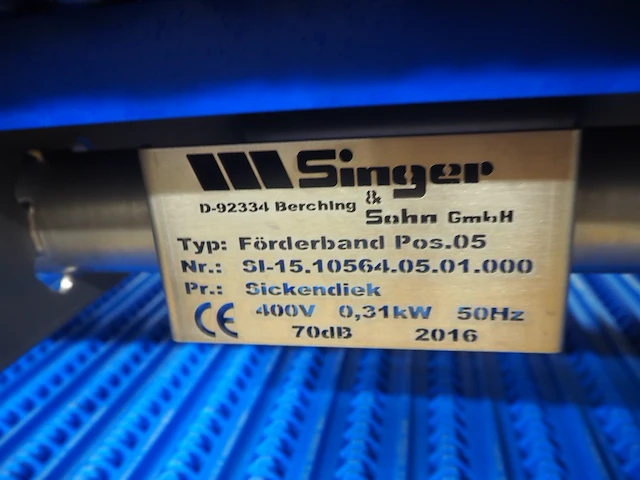 Singer
D-92334 Berching & Sohn GmbH
Typ: Förderband Pos.05
Nr.: SI-15.10564.05.01.000
Pr.: Sickendiek
CE 400V 0,31kW 50Hz
70dB 2016